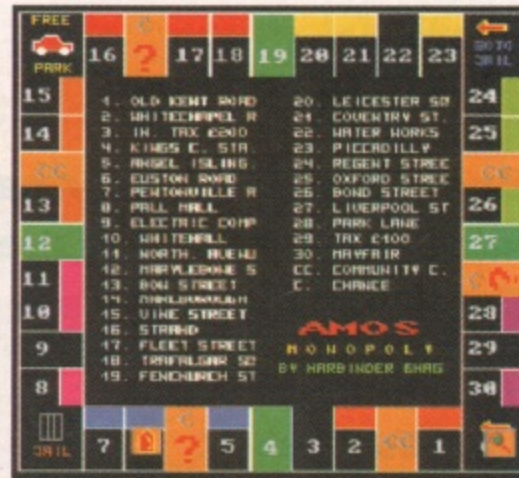 FREE
PARK
16 C ? 17 18 19 20 21 22 23
GO TO
JAIL
15
14
CC
13
12
11
10
9
8
1. OLD KENT ROAD
2. WHITECHAPEL R
3. IN. TAX £200
4. KINGS C. STA.
5. ANGEL ISLING.
6. EUSTON ROAD
7. PENTONVILLE R
8. PALL MALL
9. ELECTRIC COMP
10. WHITEHALL
11. NORTH. AVENU
12. MARYLEBONE S
13. BOW STREET
14. MARLBOROUGH
15. VINE STREET
16. STRAND
17. FLEET STREET
18. TRAFALGAR SQ
19. FENCHURCH ST
20. LEICESTER SQ
21. COVENTRY ST.
22. WATER WORKS
23. PICCADILLY
24. REGENT STREE
25. OXFORD STREE
26. BOND STREET
27. LIVERPOOL ST
28. PARK LANE
29. TAX £100
30. MAYFAIR
CC. COMMUNITY C.
C. CHANCE
AMOS
MONOPOLY
BY HARBINDER BHAG
24
25
CC
26
27
C
28
29
30
JAIL
7 C ? 5 4 3 2 CC 1